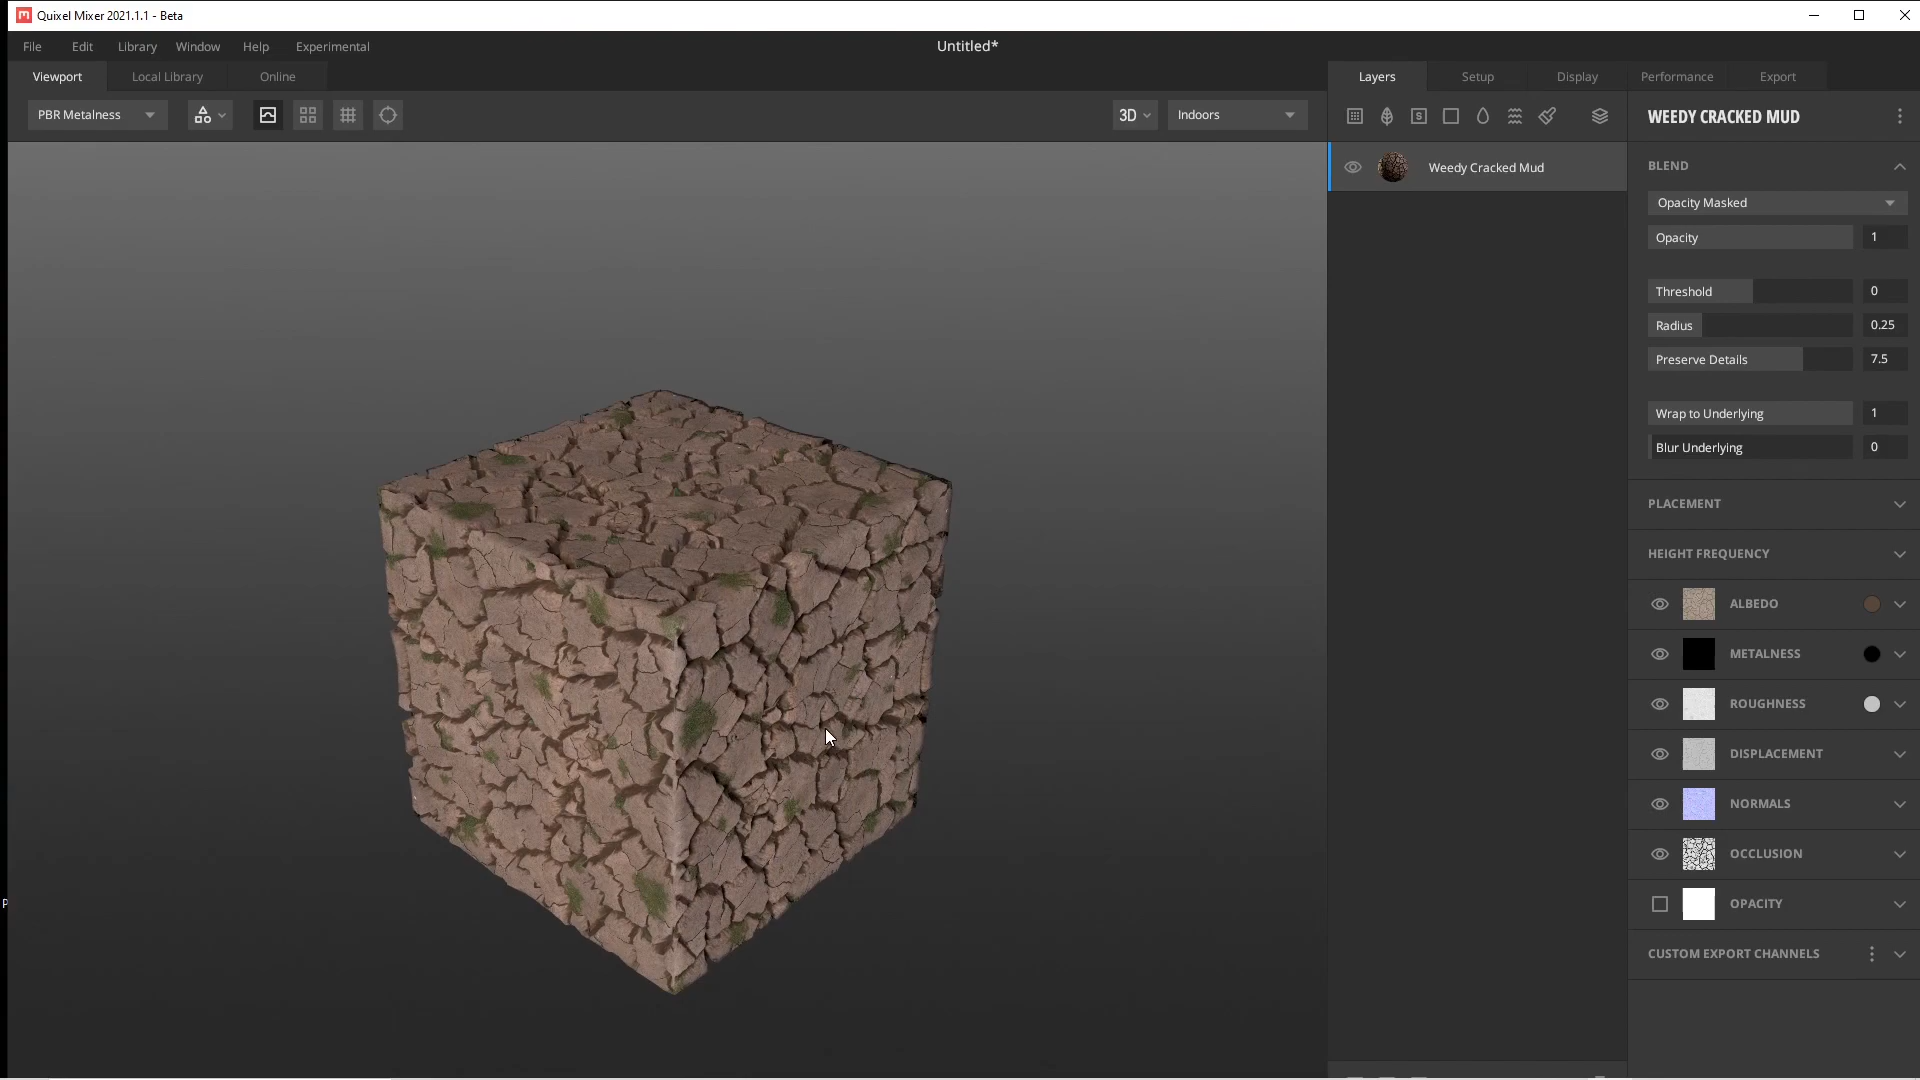 Quixel Mixer 2021.1.1 - Beta
File Edit Library Window Help Experimental
Untitled*
Viewport Local Library Online
Layers Setup Display Performance Export
PBR Metalness
3D
Indoors
S
WEEDY CRACKED MUD
Weedy Cracked Mud
BLEND
Opacity Masked
Opacity 1
Threshold 0
Radius 0.25
Preserve Details 7.5
Wrap to Underlying 1
Blur Underlying 0
PLACEMENT
HEIGHT FREQUENCY
ALBEDO
METALNESS
ROUGHNESS
DISPLACEMENT
NORMALS
OCCLUSION
OPACITY
CUSTOM EXPORT CHANNELS
P